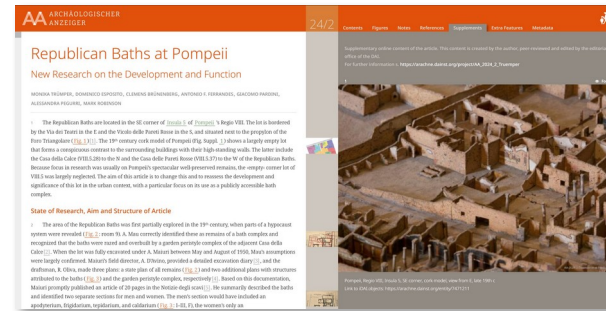 AA ARCHÄOLOGISCHER
ANZEIGER
24/2
Contents Figures Notes References Supplements Extra Features Metadata
Republican Baths at Pompeii
New Research on the Development and Function
MONIKA TRÜMPER, DOMENICO ESPOSITO, CLEMENS BRÜNENBERG, ANTONIO F. FERRANDES, GIACOMO PARDINI,
ALESSANDRA PEGURRI, MARK ROBINSON
1 The Republican Baths are located in the SE corner of Insula 5 of Pompeii 's Regio VIII. The lot is bordered
by the Via dei Teatri in the E and the Vicolo delle Pareti Rosse in the S, and situated next to the propylon of the
Foro Triangolare (Fig. 1)[1]. The 19th century cork model of Pompeii (Fig. Suppl. 1) shows a largely empty lot
that forms a conspicuous contrast to the surrounding buildings with their high-standing walls. The latter include
the Casa della Calce (VIII.5.28) to the N and the Casa delle Pareti Rosse (VIII.5.37) to the W of the Republican Baths.
Because focus in research was usually on Pompeii's spectacular well-preserved remains, the ›empty‹ corner lot of
VIII.5 was largely neglected. The aim of this article is to change this and to reassess the development and
significance of this lot in the urban context, with a particular focus on its use as a publicly accessible bath
complex.
State of Research, Aim and Structure of Article
2 The area of the Republican Baths was first partially explored in the 19th century, when parts of a hypocaust
system were revealed (Fig. 2: room 9). A. Mau correctly identified these as remains of a bath complex and
recognized that the baths were razed and overbuilt by a garden peristyle complex of the adjacent Casa della
Calce[2]. When the lot was fully excavated under A. Maiuri between May and August of 1950, Mau's assumptions
were largely confirmed. Maiuri's field director, A. D'Avino, provided a detailed excavation diary[3], and the
draftsman, R. Oliva, made three plans: a state plan of all remains (Fig. 2) and two additional plans with structures
attributed to the baths (Fig. 3) and the garden peristyle complex, respectively[4]. Based on this documentation,
Maiuri promptly published an article of 20 pages in the Notizie degli scavi[5]. He summarily described the baths
and identified two separate sections for men and women. The men's section would have included an
apodyterium, frigidarium, tepidarium, and caldarium (Fig. 3: I–III, F), the women's only an
Supplementary online content of the article. This content is created by the author, peer-reviewed and edited by the editorial
office of the DAI.
For further information s. https://arachne.dainst.org/project/AA_2024_2_Truemper
1
Pompeii, Regio VIII, Insula 5, SE corner, cork model, view from E, late 19th c
Link to iDAI.objects: https://arachne.dainst.org/entity/1671211